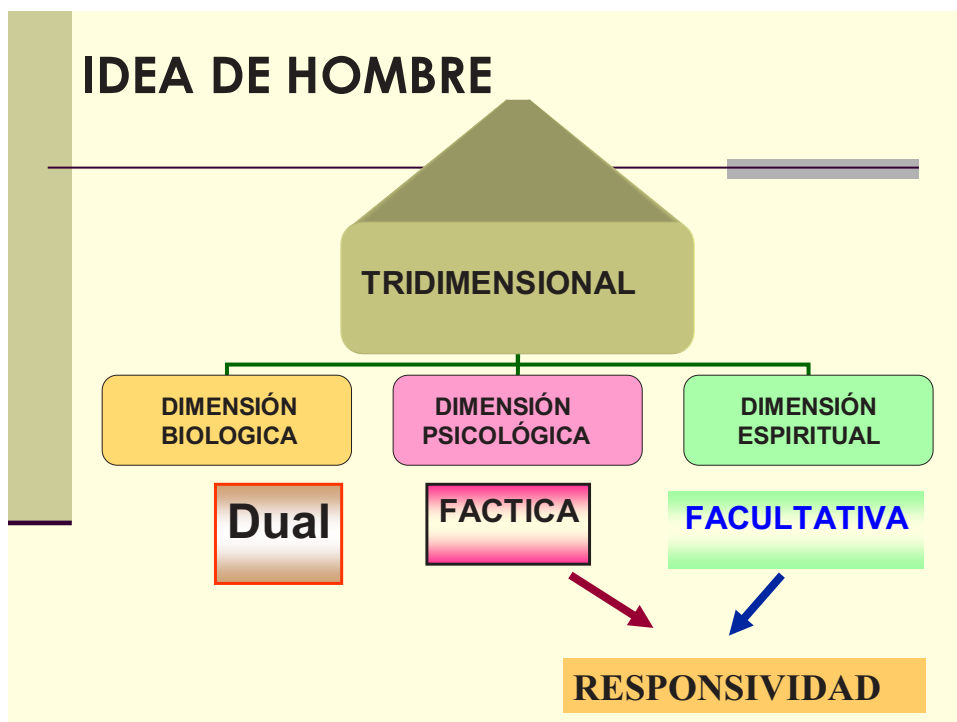 IDEA DE HOMBRE
TRIDIMENSIONAL
DIMENSIÓN
BIOLOGICA
DIMENSIÓN
PSICOLÓGICA
DIMENSIÓN
ESPIRITUAL
Dual
FACTICA
FACULTATIVA
RESPONSIVIDAD